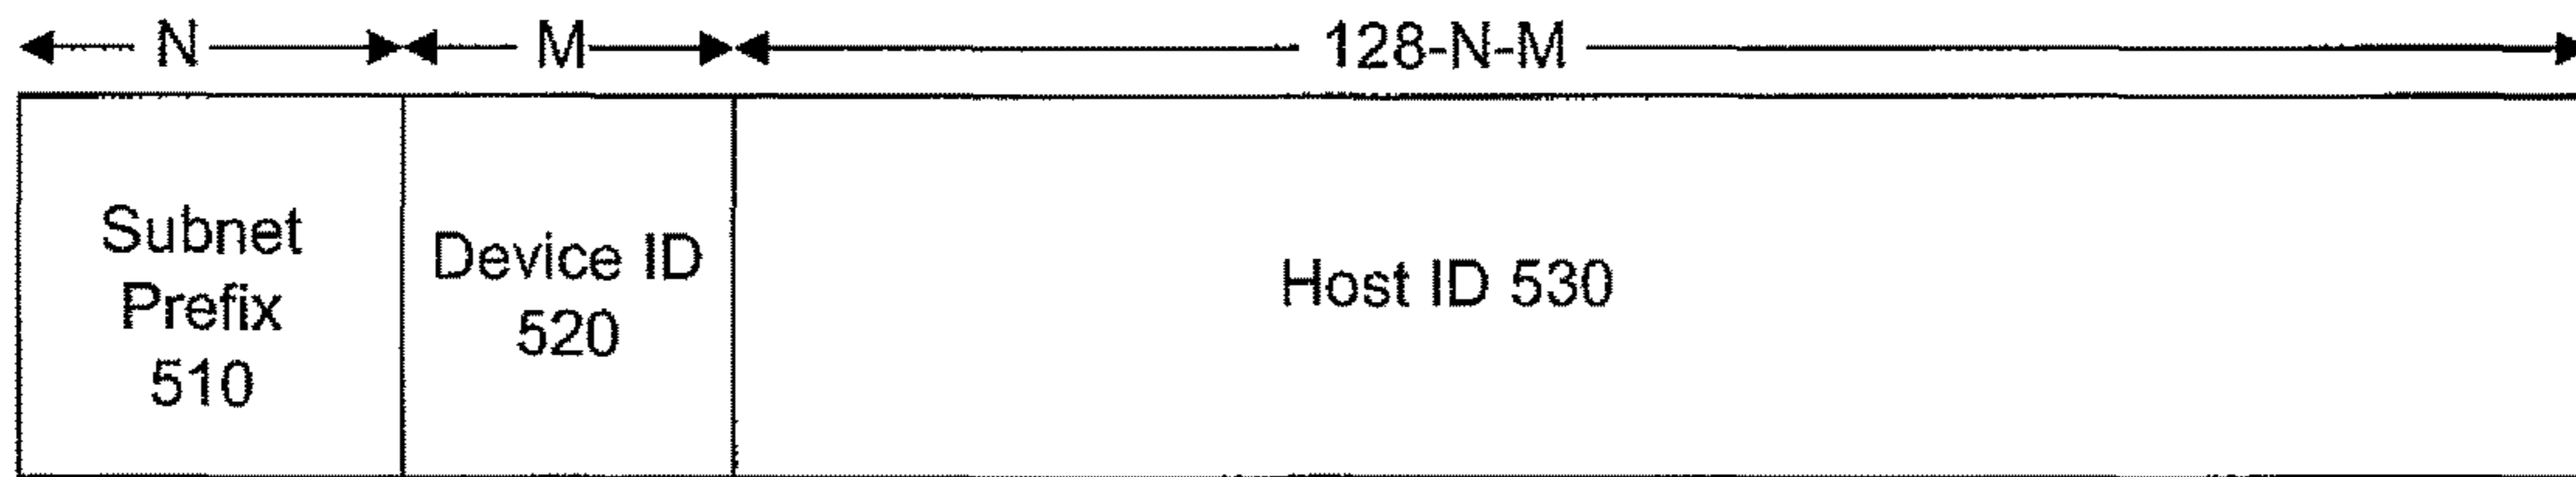 N M 128-N-M
Subnet
Prefix
510
Device ID
520
Host ID 530